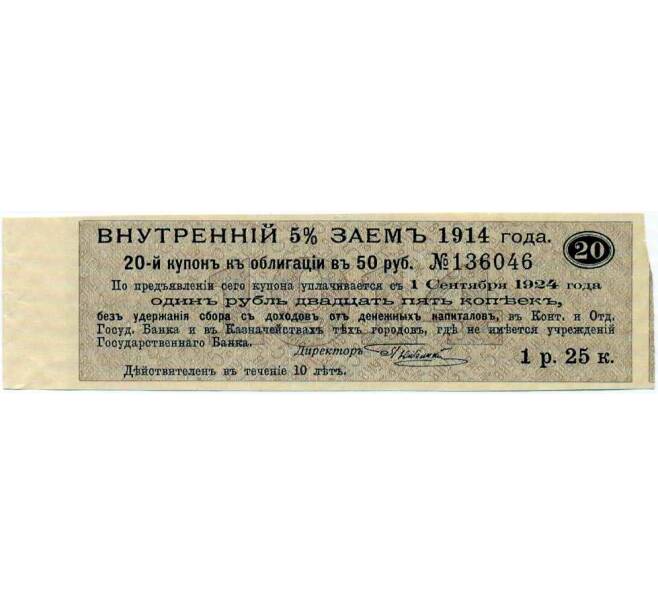 ВНУТРЕННІЙ 5% ЗАЕМЪ 1914 года.
20
20-й купонъ къ облигаціи въ 50 руб. №136046
По предъявленіи сего купона уплачивается съ 1 Сентября 1924 года
одинъ рубль двадцать пять копѣекъ,
безъ удержанія сбора съ доходовъ отъ денежныхъ капиталовъ, въ Конт. и Отд.
Госуд. Банка и въ Казначействахъ тѣхъ городовъ, гдѣ не имѣется учрежденій
Государственнаго Банка.
Директоръ
1 р. 25 к.
Дѣйствителенъ въ теченіе 10 лѣтъ.